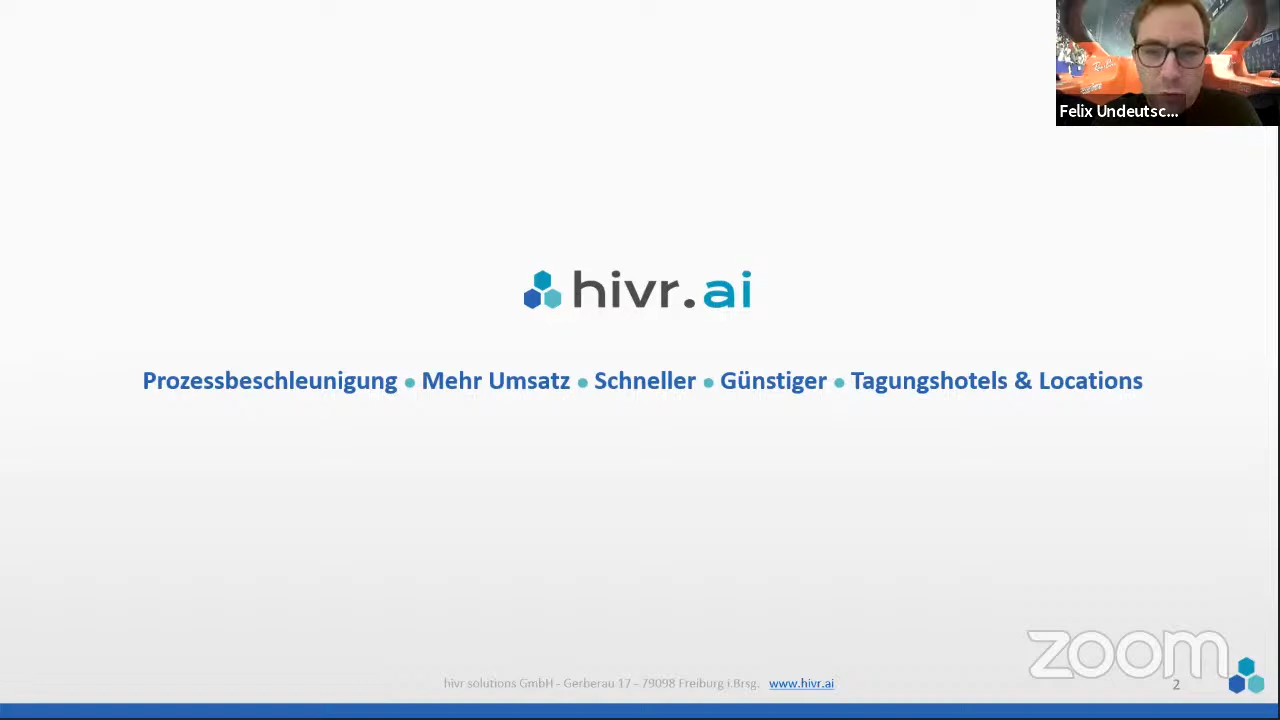 Felix Undeutsc...
hivr.ai
Prozessbeschleunigung • Mehr Umsatz • Schneller • Günstiger • Tagungshotels & Locations
zoom
hivr solutions GmbH - Gerberau 17 - 79098 Freiburg i.Brsg. www.hivr.ai
2